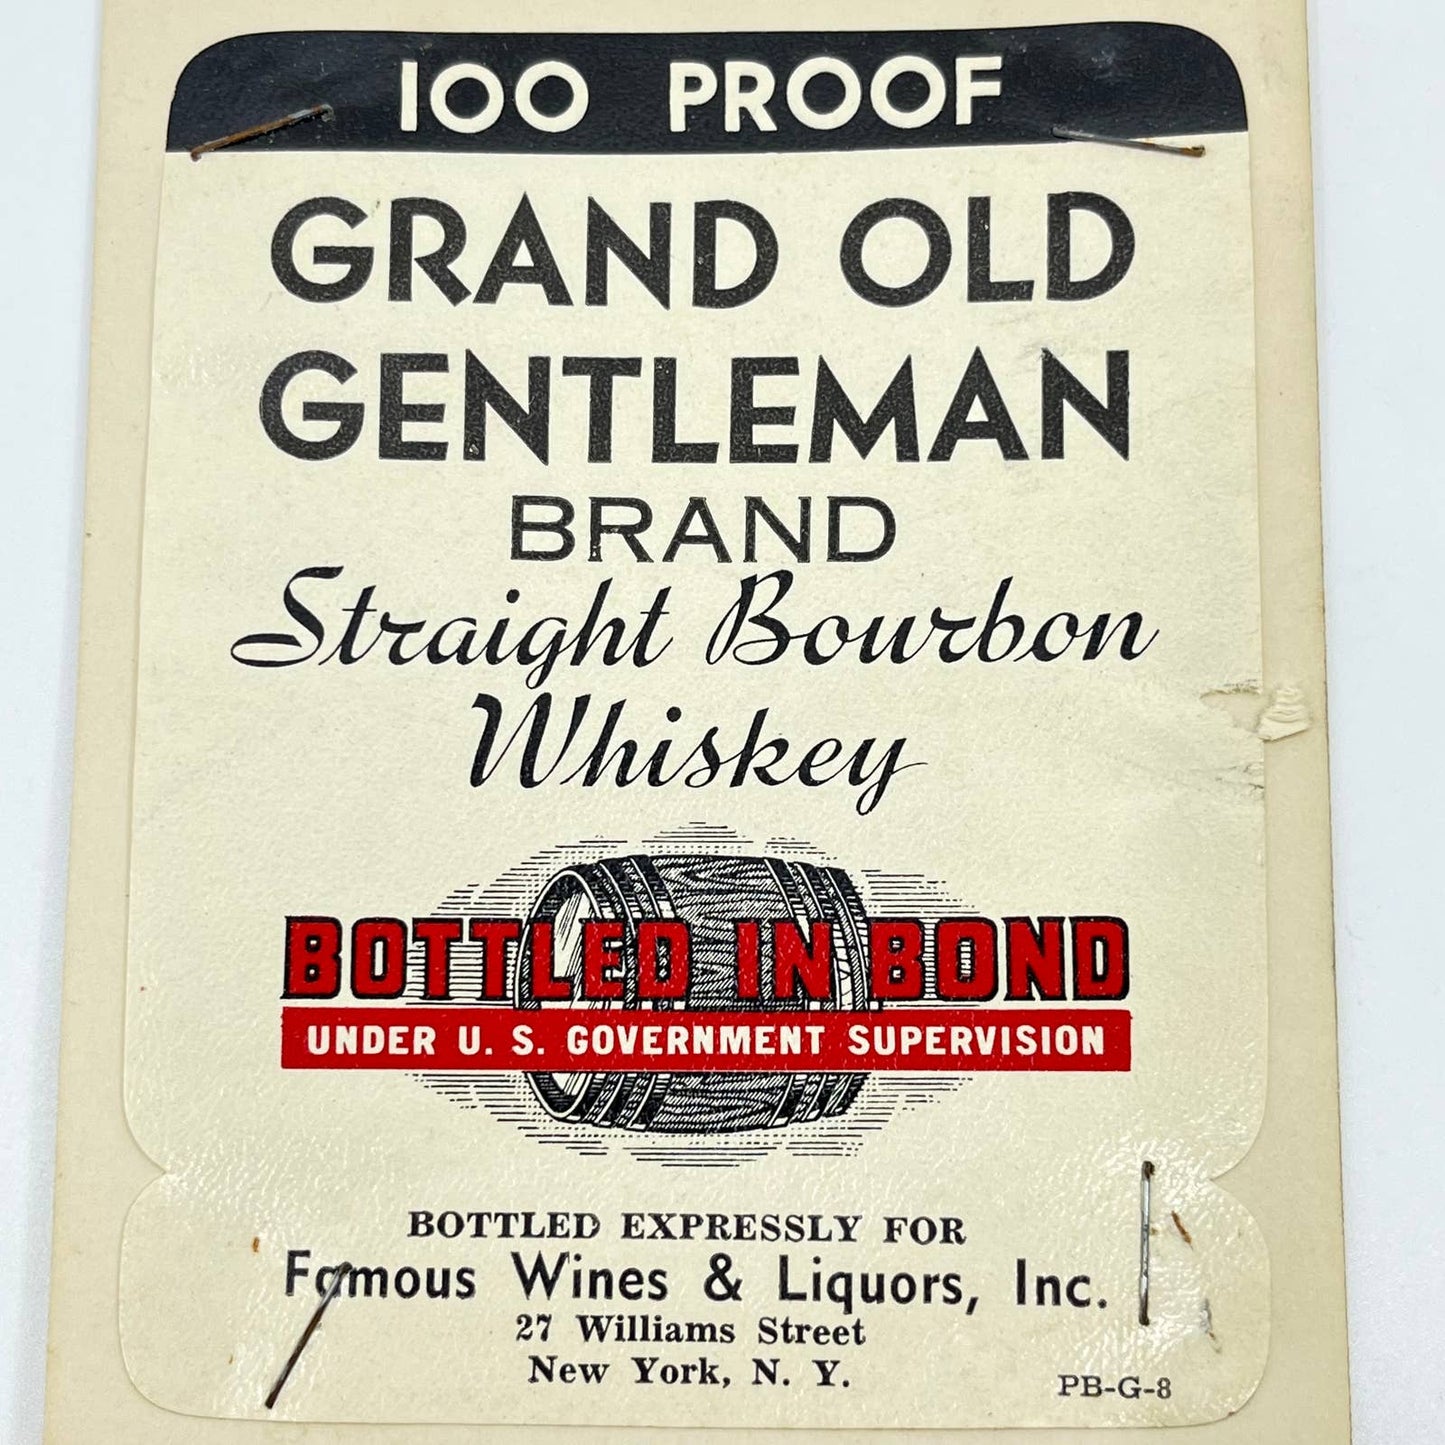 100 PROOF
GRAND OLD
GENTLEMAN
BRAND
Straight Bourbon
Whiskey
BOTTLED IN BOND
UNDER U. S. GOVERNMENT SUPERVISION
BOTTLED EXPRESSLY FOR
Famous Wines & Liquors, Inc.
27 Williams Street
New York, N. Y.
PB-G-8